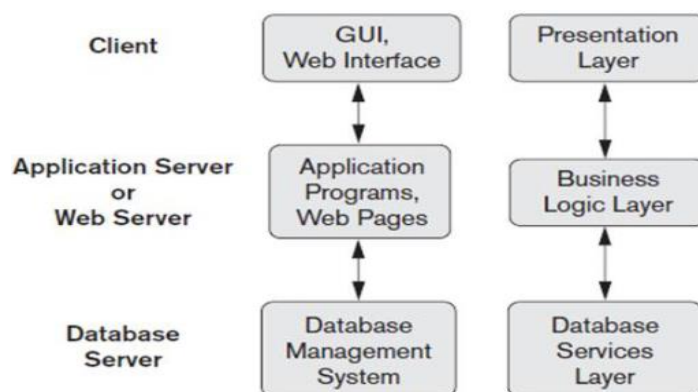 Client
GUI,
Web Interface
Presentation
Layer
Application Server
or
Web Server
Application
Programs,
Web Pages
Business
Logic Layer
Database
Server
Database
Management
System
Database
Services
Layer